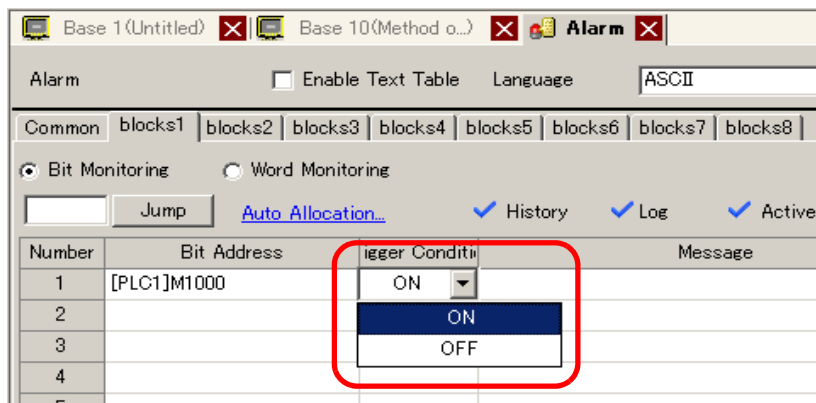 Base 1(Untitled) Base 10(Method o...) Alarm
Alarm Enable Text Table Language ASCII
Common blocks1 blocks2 blocks3 blocks4 blocks5 blocks6 blocks7 blocks8
Bit Monitoring Word Monitoring
Jump Auto Allocation... History Log Active
Number Bit Address igger Conditi Message
1 [PLC1]M1000 ON
2 ON
3 OFF
4